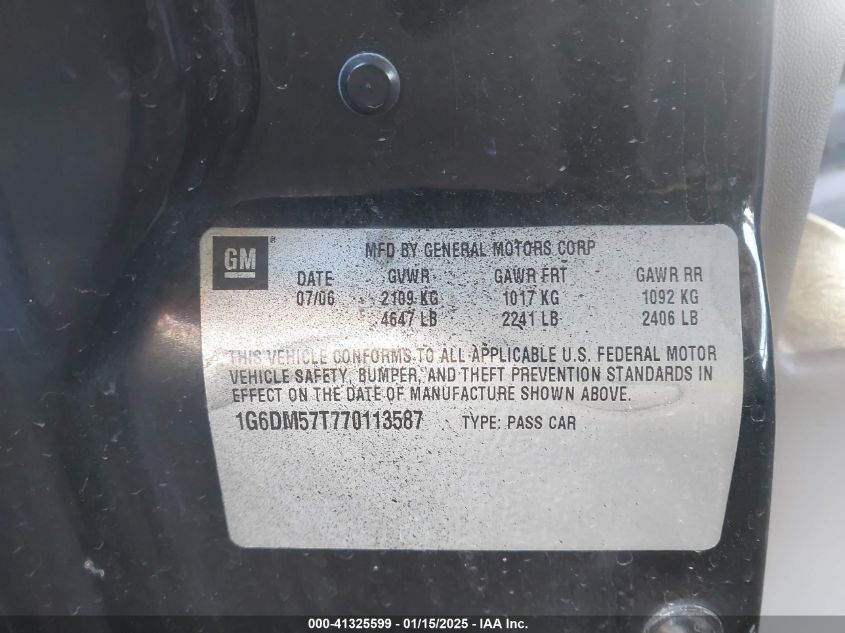 GM ®
MFD BY GENERAL MOTORS CORP
DATE GVWR GAWR FRT GAWR RR
07/06 2109 KG 1017 KG 1092 KG
4647 LB 2241 LB 2406 LB
THIS VEHICLE CONFORMS TO ALL APPLICABLE U.S. FEDERAL MOTOR
VEHICLE SAFETY, BUMPER, AND THEFT PREVENTION STANDARDS IN
EFFECT ON THE DATE OF MANUFACTURE SHOWN ABOVE.
1G6DM57T770113587 TYPE: PASS CAR
000-41325599 - 01/15/2025 - IAA Inc.